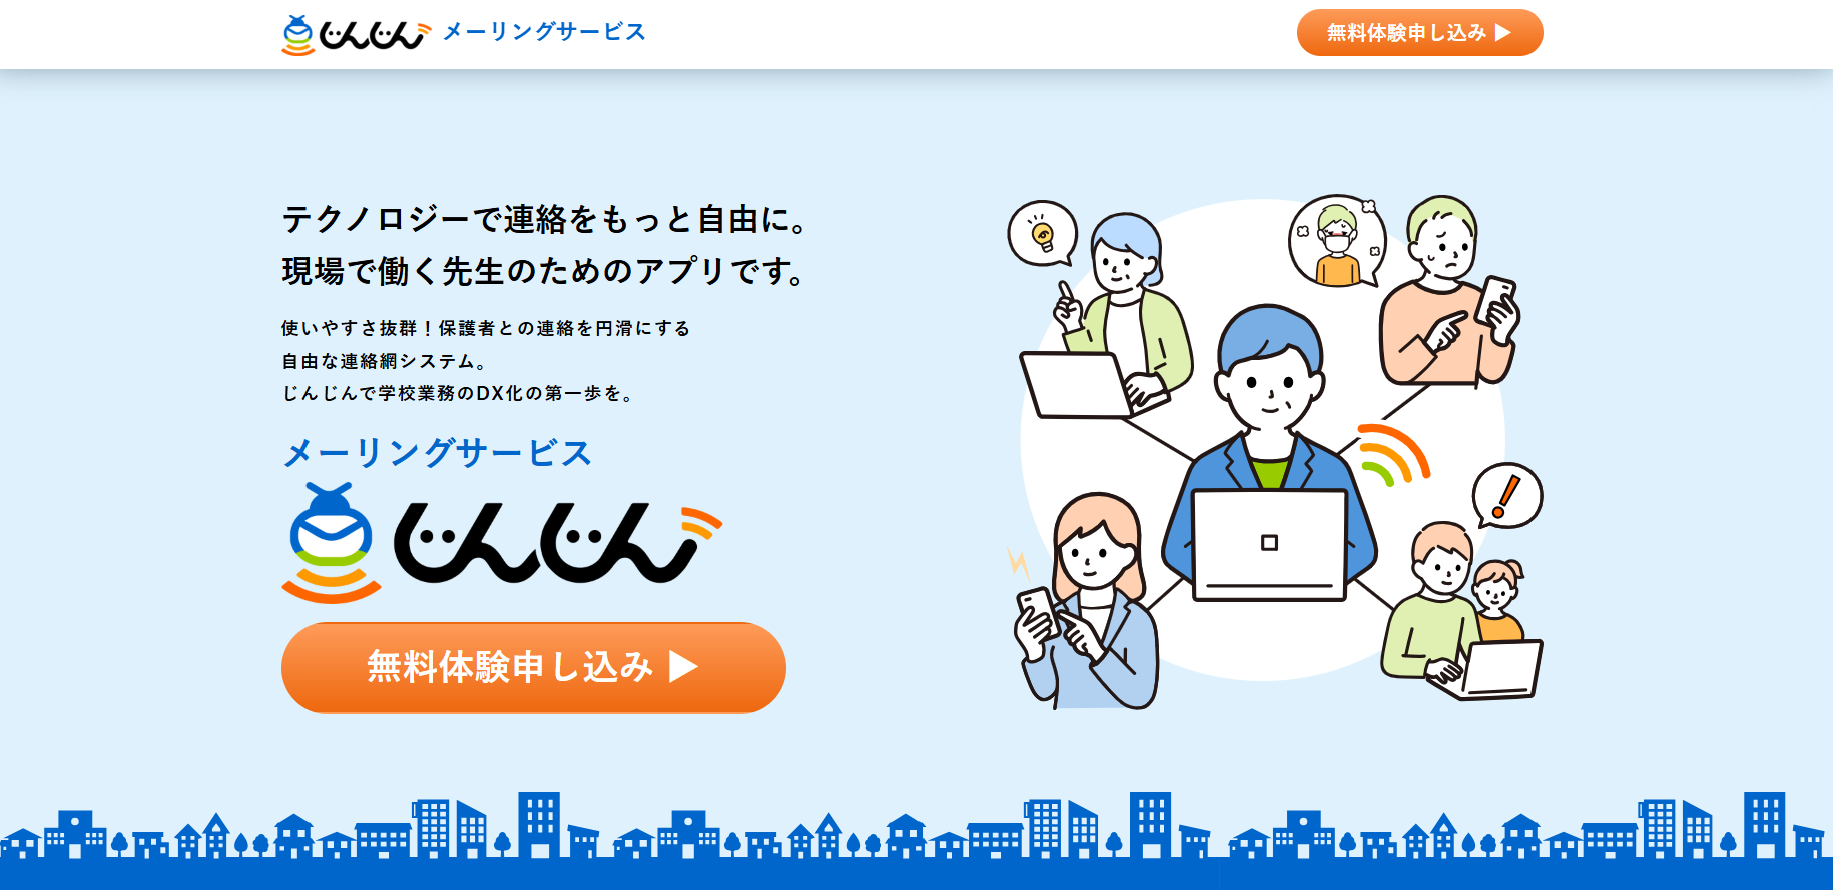 じんじん メーリングサービス
無料体験申し込み ▶
テクノロジーで連絡をもっと自由に。
現場で働く先生のためのアプリです。
使いやすさ抜群！保護者との連絡を円滑にする
自由な連絡網システム。
じんじんで学校業務のDX化の第一歩を。
メーリングサービス
じんじん
無料体験申し込み ▶